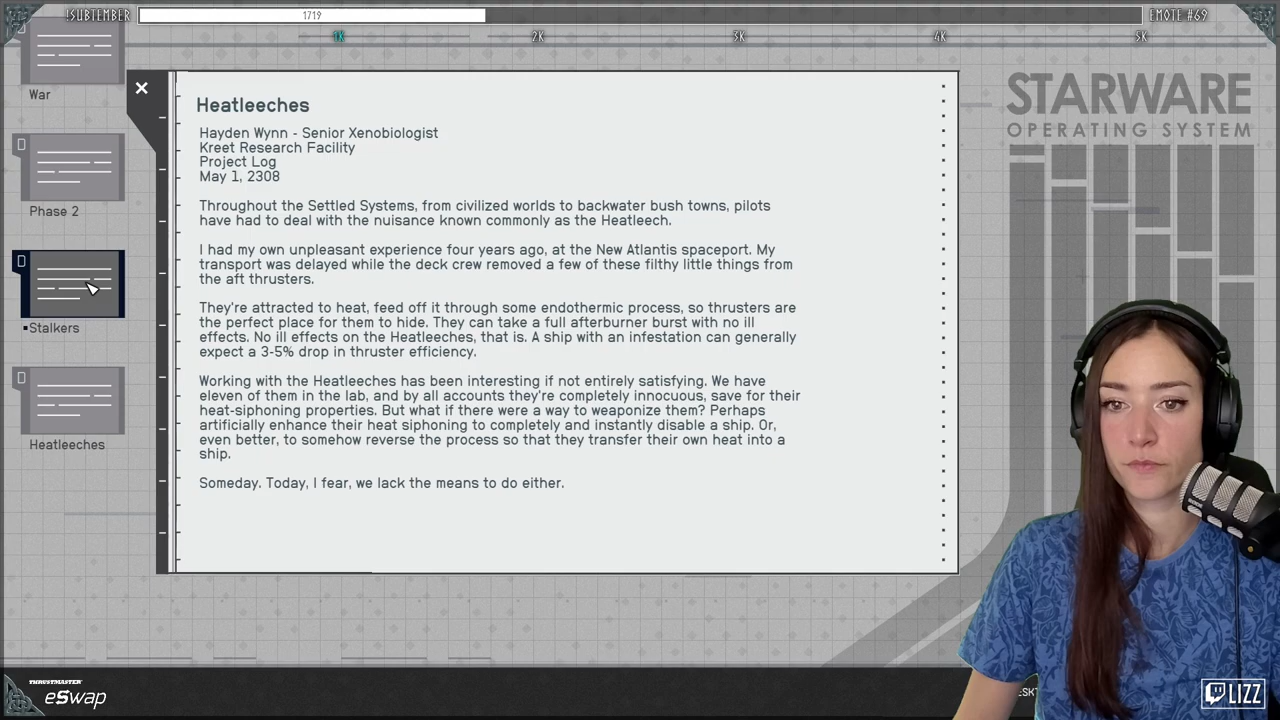 !SUBTEMBER
1719
EMOTE #69
1K
2K
3K
4K
5K
War
Phase 2
Stalkers
Heatleeches
Heatleeches
Hayden Wynn - Senior Xenobiologist
Kreet Research Facility
Project Log
May 1, 2308
Throughout the Settled Systems, from civilized worlds to backwater bush towns, pilots
have had to deal with the nuisance known commonly as the Heatleech.
I had my own unpleasant experience four years ago, at the New Atlantis spaceport. My
transport was delayed while the deck crew removed a few of these filthy little things from
the aft thrusters.
They're attracted to heat, feed off it through some endothermic process, so thrusters are
the perfect place for them to hide. They can take a full afterburner burst with no ill
effects. No ill effects on the Heatleeches, that is. A ship with an infestation can generally
expect a 3-5% drop in thruster efficiency.
Working with the Heatleeches has been interesting if not entirely satisfying. We have
eleven of them in the lab, and by all accounts they're completely innocuous, save for their
heat-siphoning properties. But what if there were a way to weaponize them? Perhaps
artificially enhance their heat siphoning to completely and instantly disable a ship. Or,
even better, to somehow reverse the process so that they transfer their own heat into a
ship.
Someday. Today, I fear, we lack the means to do either.
STARWARE
OPERATING SYSTEM
THRUSTMASTER
eSwap
LIZZ